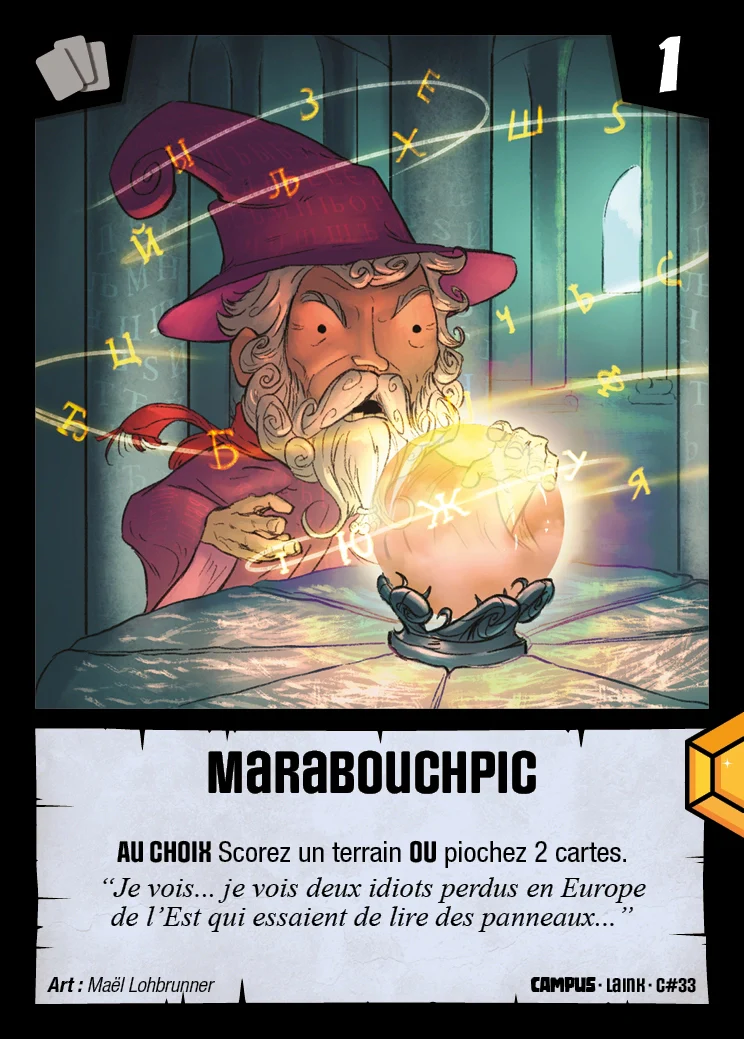 1
З Е
Н Х Ш Ѕ
Љ
Й
Ч Ь С
Ц
Ђ Б
Ж У Я
Ю
MARABOUCHPIC
AU CHOIX Scorez un terrain OU piochez 2 cartes.
“Je vois... je vois deux idiots perdus en Europe
de l’Est qui essaient de lire des panneaux...”
Art : Maël Lohbrunner
CAMPUS · LAINK · C#33